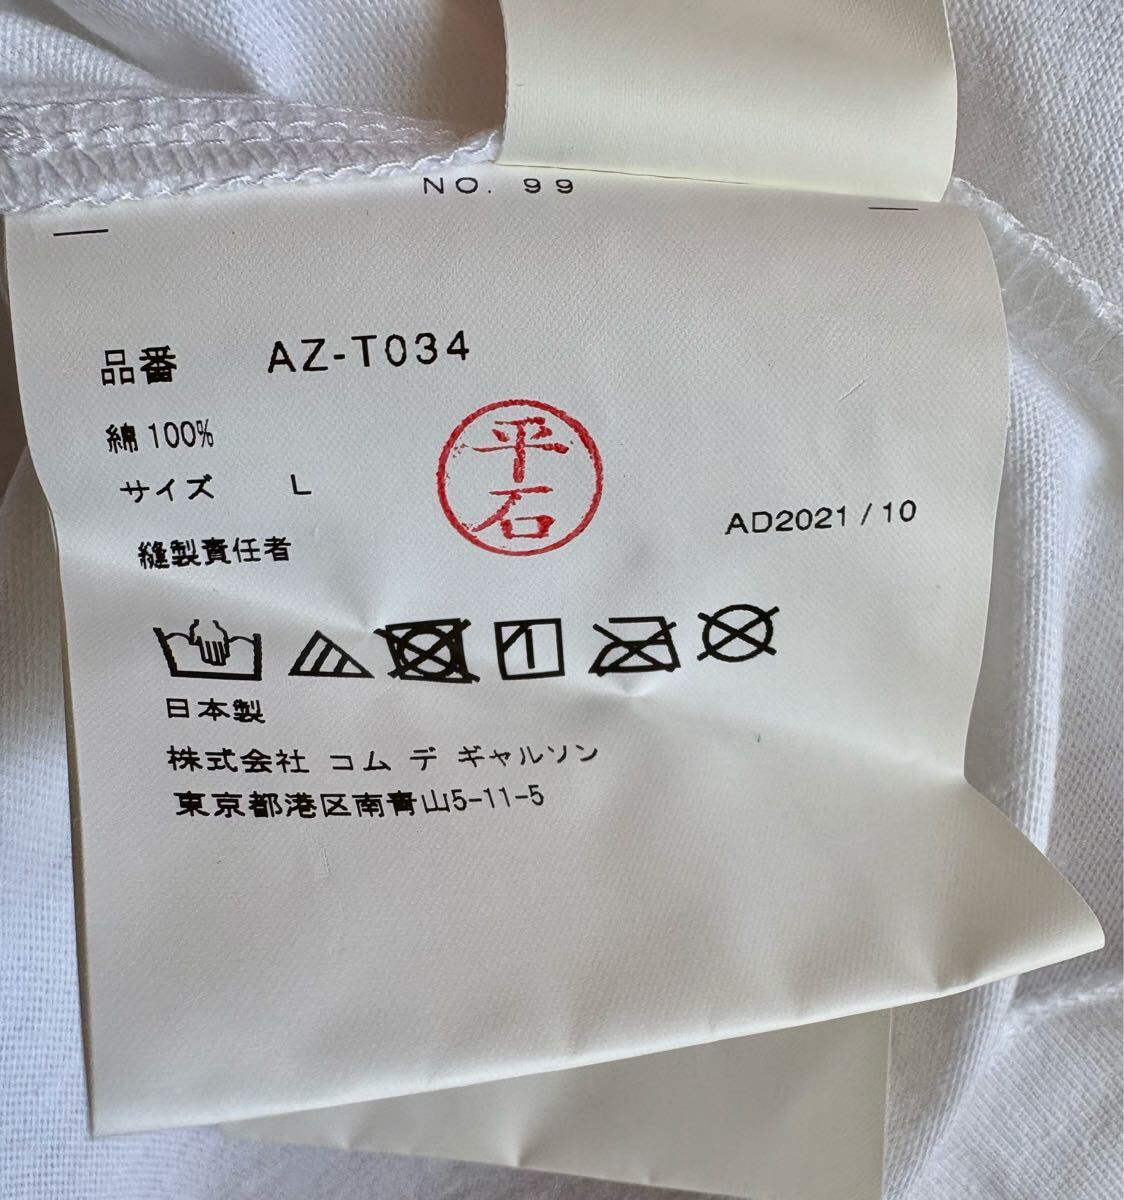 NO. 99
品番 AZ-T034
綿 100%
平石
サイズ L
AD2021/10
縫製責任者
日本製
株式会社 コム デ ギャルソン
東京都港区南青山5-11-5